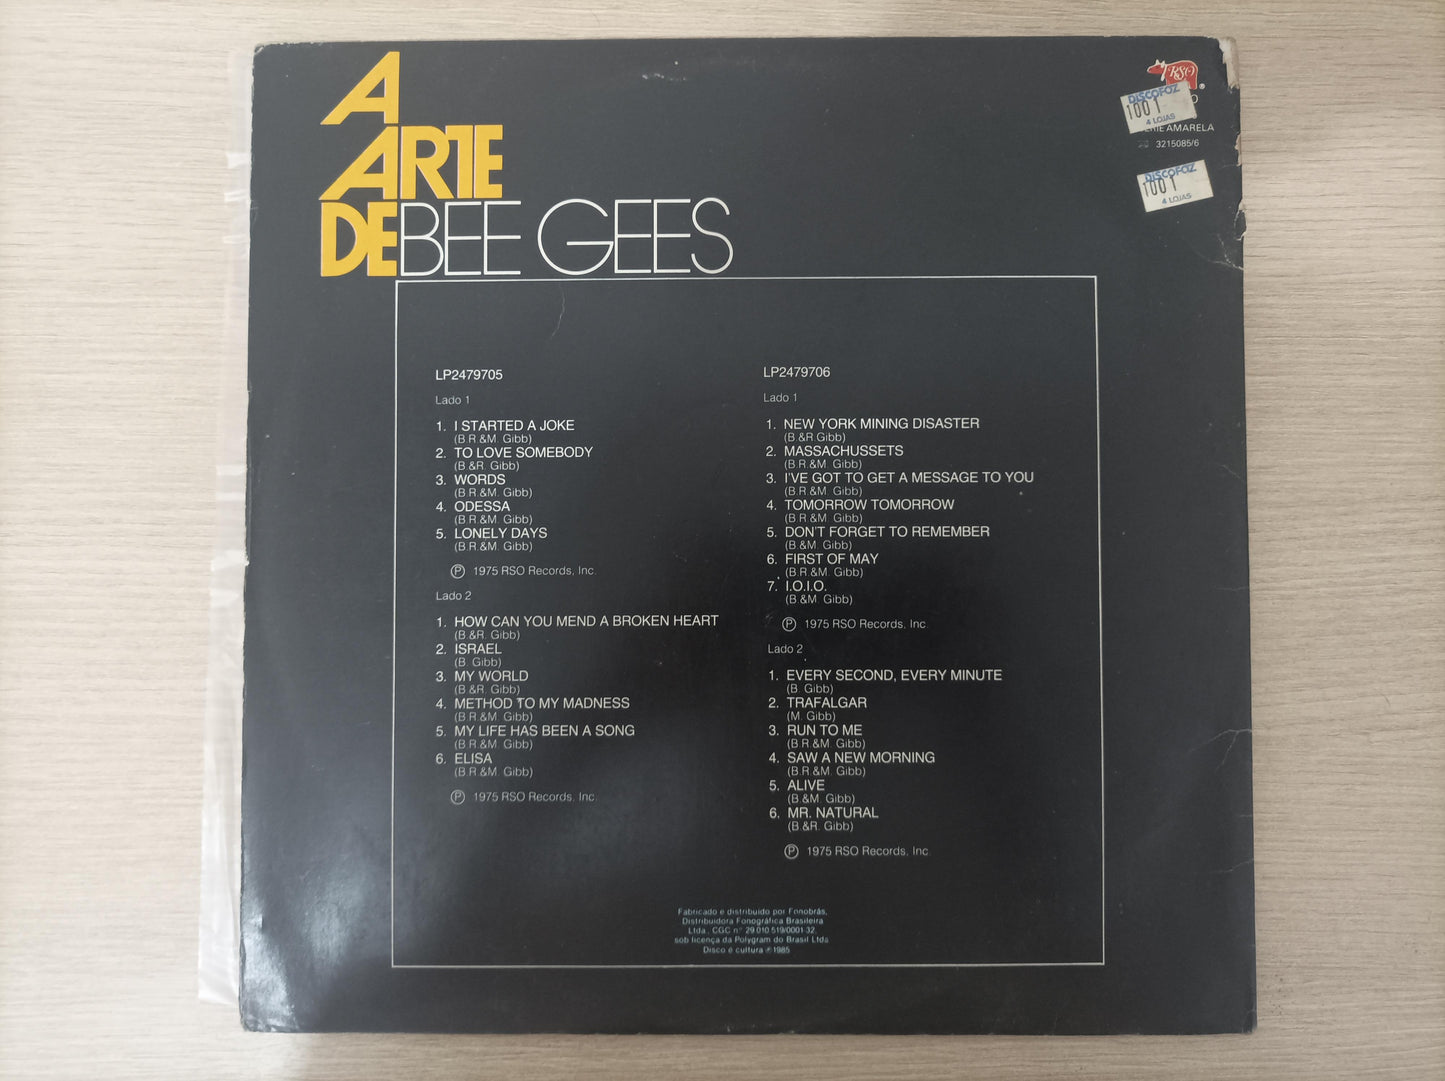 A
ARTE
DE BEE GEES
RSO
®
DISCOFOZ
1001
4 LOJAS
AMARELA
3215085/6
DISCOFOZ
1001
4 LOJAS
LP2479705
Lado 1
1. I STARTED A JOKE
(B.R.&M. Gibb)
2. TO LOVE SOMEBODY
(B.&R. Gibb)
3. WORDS
(B.R.&M. Gibb)
4. ODESSA
(B.R.&M. Gibb)
5. LONELY DAYS
(B.R.&M. Gibb)
Ⓟ 1975 RSO Records, Inc.
Lado 2
1. HOW CAN YOU MEND A BROKEN HEART
(B.&R. Gibb)
2. ISRAEL
(B. Gibb)
3. MY WORLD
(B.&R. Gibb)
4. METHOD TO MY MADNESS
(B.R.&M. Gibb)
5. MY LIFE HAS BEEN A SONG
(B.R.&M. Gibb)
6. ELISA
(B.R.&M. Gibb)
Ⓟ 1975 RSO Records, Inc.
LP2479706
Lado 1
1. NEW YORK MINING DISASTER
(B.&R.Gibb)
2. MASSACHUSSETS
(B.R.&M. Gibb)
3. I'VE GOT TO GET A MESSAGE TO YOU
(B.R.&M. Gibb)
4. TOMORROW TOMORROW
(B.R.&M. Gibb)
5. DON'T FORGET TO REMEMBER
(B.&M. Gibb)
6. FIRST OF MAY
(B.R.&M. Gibb)
7. I.O.I.O.
(B.&M. Gibb)
Ⓟ 1975 RSO Records, Inc.
Lado 2
1. EVERY SECOND, EVERY MINUTE
(B. Gibb)
2. TRAFALGAR
(M. Gibb)
3. RUN TO ME
(B.R.&M. Gibb)
4. SAW A NEW MORNING
(B.R.&M. Gibb)
5. ALIVE
(B.&M. Gibb)
6. MR. NATURAL
(B.&R. Gibb)
Ⓟ 1975 RSO Records, Inc.
Fabricado e distribuido por Fonobrás,
Distribuidora Fonográfica Brasileira
Ltda., CGC n° 29.010.519/0001-32,
sob licença da Polygram do Brasil Ltda
Disco é cultura Ⓟ1985